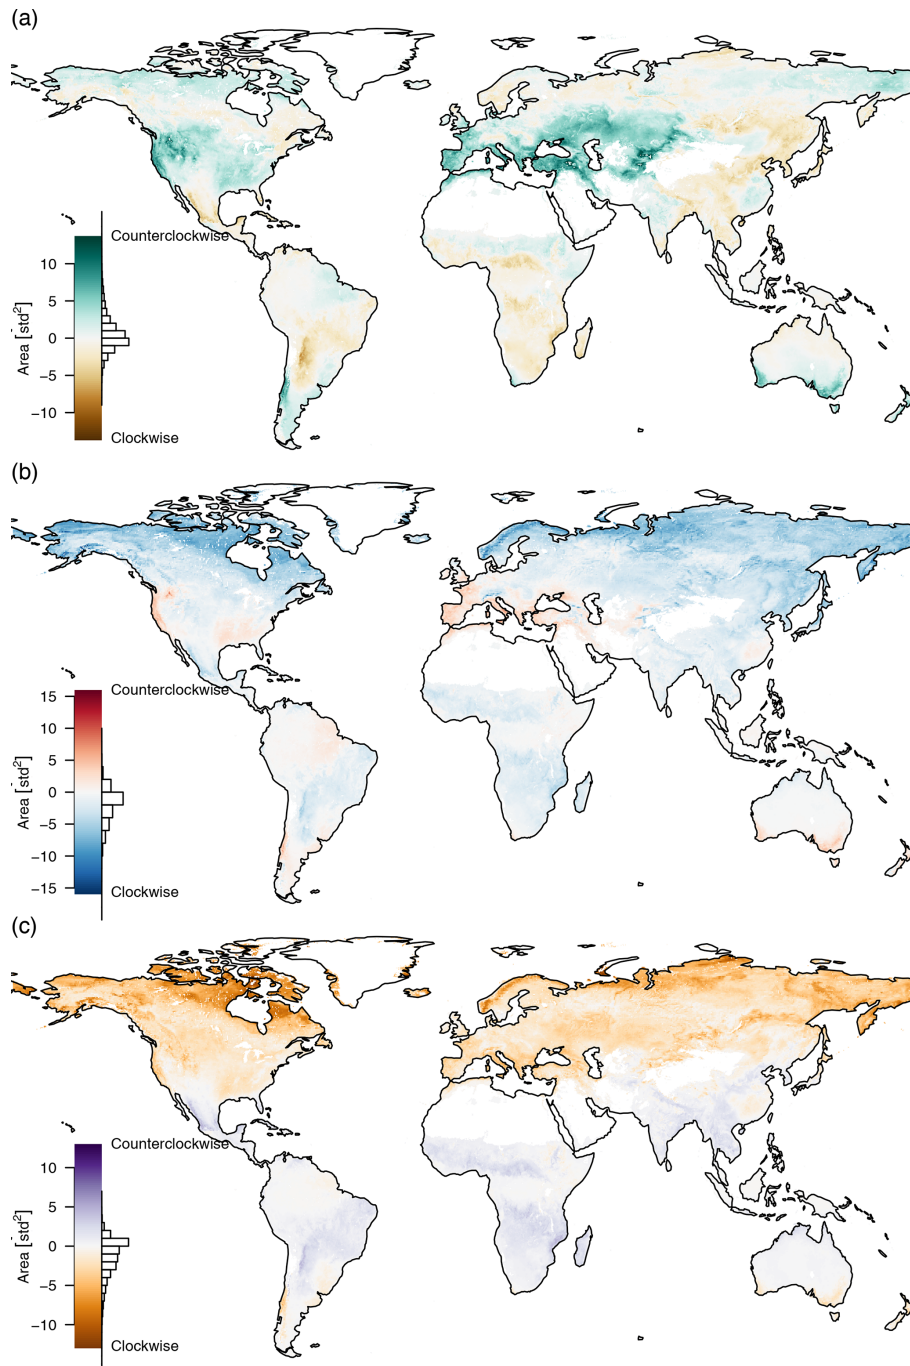 (a)
Counterclockwise
10
5
0
−5
−10
Area [std²]
Clockwise
(b)
Counterclockwise
15
10
5
0
−5
−10
−15
Area [std²]
Clockwise
(c)
Counterclockwise
10
5
0
−5
−10
Area [std²]
Clockwise